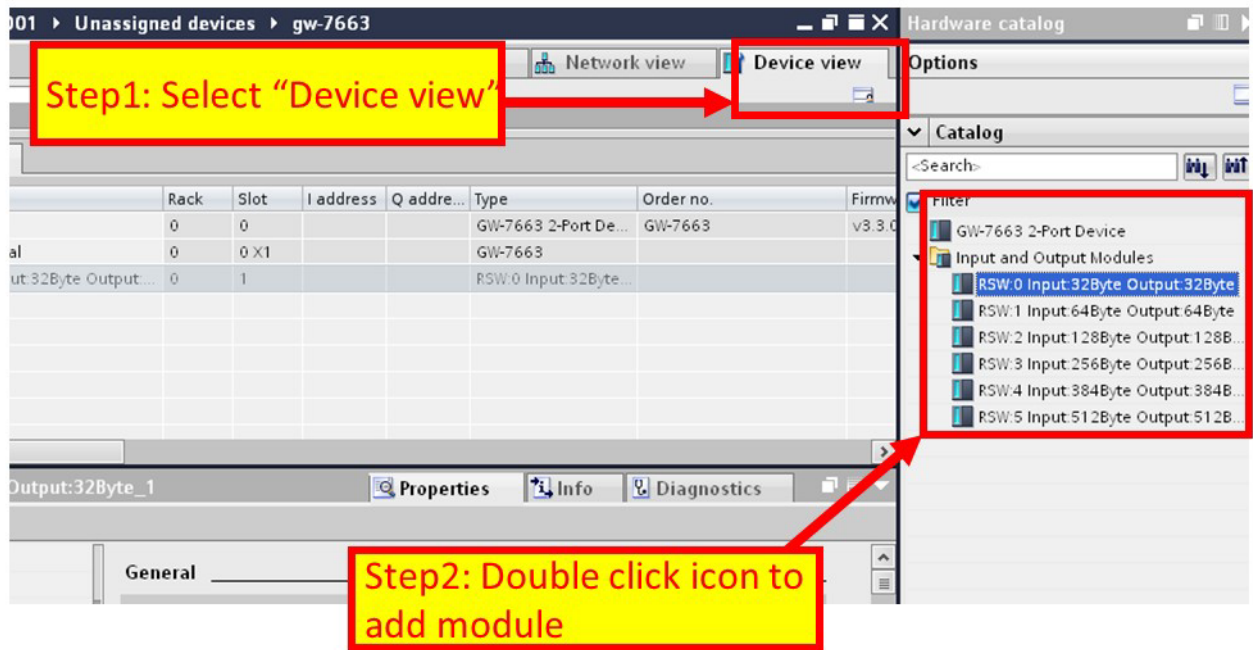 001 ▸ Unassigned devices ▸ gw-7663
Hardware catalog
Network view
Device view
Options
Step1: Select “Device view”
Catalog
<Search>
Filter
Rack Slot I address Q addre... Type Order no. Firmw
0 0 GW-7663 2-Port De... GW-7663 v3.3.0
al 0 0 X1 GW-7663
ut:32Byte Output:... 0 1 RSW:0 Input:32Byte...
GW-7663 2-Port Device
Input and Output Modules
RSW:0 Input:32Byte Output:32Byte
RSW:1 Input:64Byte Output:64Byte
RSW:2 Input:128Byte Output:128B...
RSW:3 Input:256Byte Output:256B...
RSW:4 Input:384Byte Output:384B...
RSW:5 Input:512Byte Output:512B...
Output:32Byte_1
Properties
Info
Diagnostics
General
Step2: Double click icon to
add module